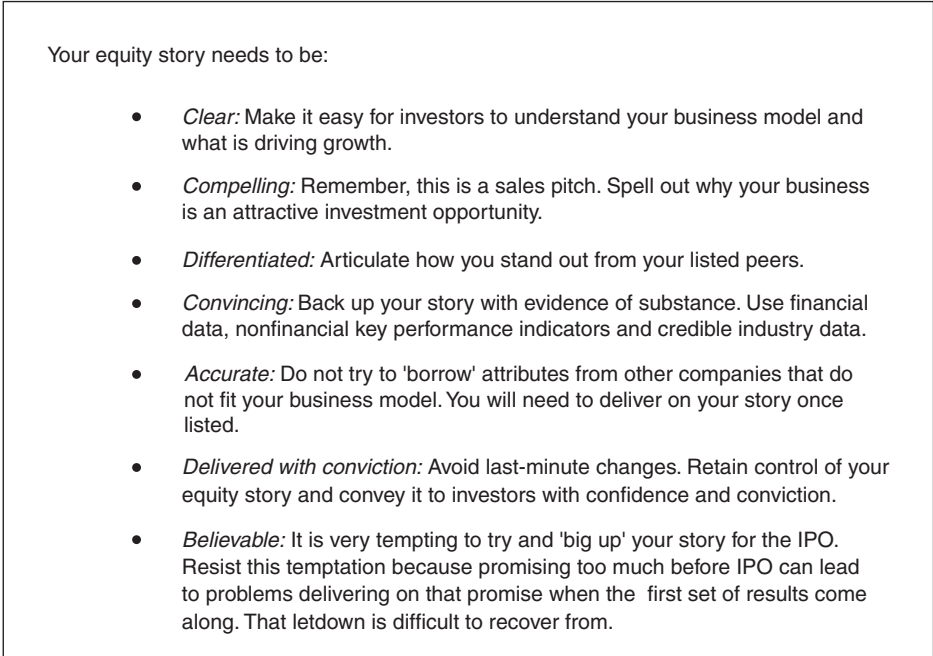 Your equity story needs to be:
• Clear: Make it easy for investors to understand your business model and
what is driving growth.
• Compelling: Remember, this is a sales pitch. Spell out why your business
is an attractive investment opportunity.
• Differentiated: Articulate how you stand out from your listed peers.
• Convincing: Back up your story with evidence of substance. Use financial
data, nonfinancial key performance indicators and credible industry data.
• Accurate: Do not try to 'borrow' attributes from other companies that do
not fit your business model. You will need to deliver on your story once
listed.
• Delivered with conviction: Avoid last-minute changes. Retain control of your
equity story and convey it to investors with confidence and conviction.
• Believable: It is very tempting to try and 'big up' your story for the IPO.
Resist this temptation because promising too much before IPO can lead
to problems delivering on that promise when the first set of results come
along. That letdown is difficult to recover from.